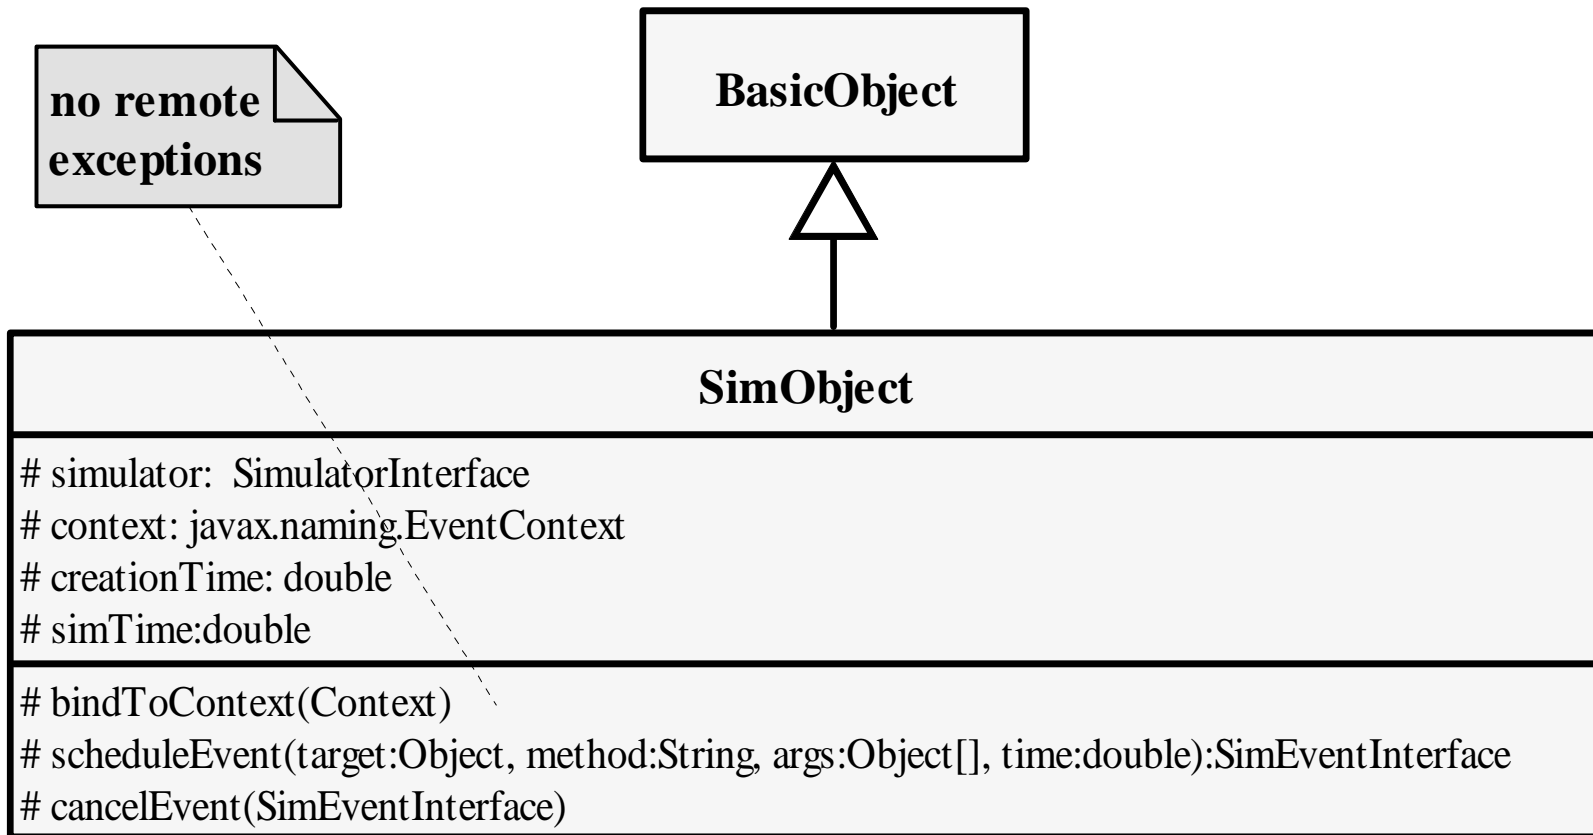 no remote
exceptions
BasicObject
SimObject
# simulator:  SimulatorInterface
# context: javax.naming.EventContext
# creationTime: double
# simTime:double
# bindToContext(Context)
# scheduleEvent(target:Object, method:String, args:Object[], time:double):SimEventInterface
# cancelEvent(SimEventInterface)